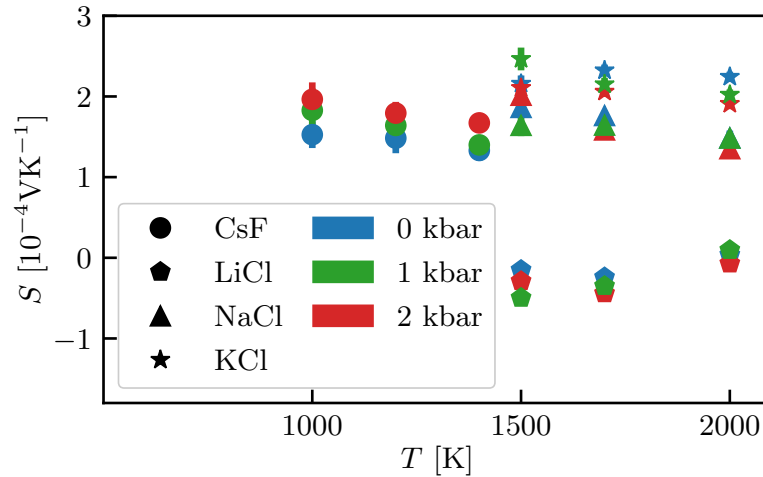 3
2
1
0
−1
S [10⁻⁴VK⁻¹]
CsF
LiCl
NaCl
KCl
0 kbar
1 kbar
2 kbar
1000
1500
2000
T [K]